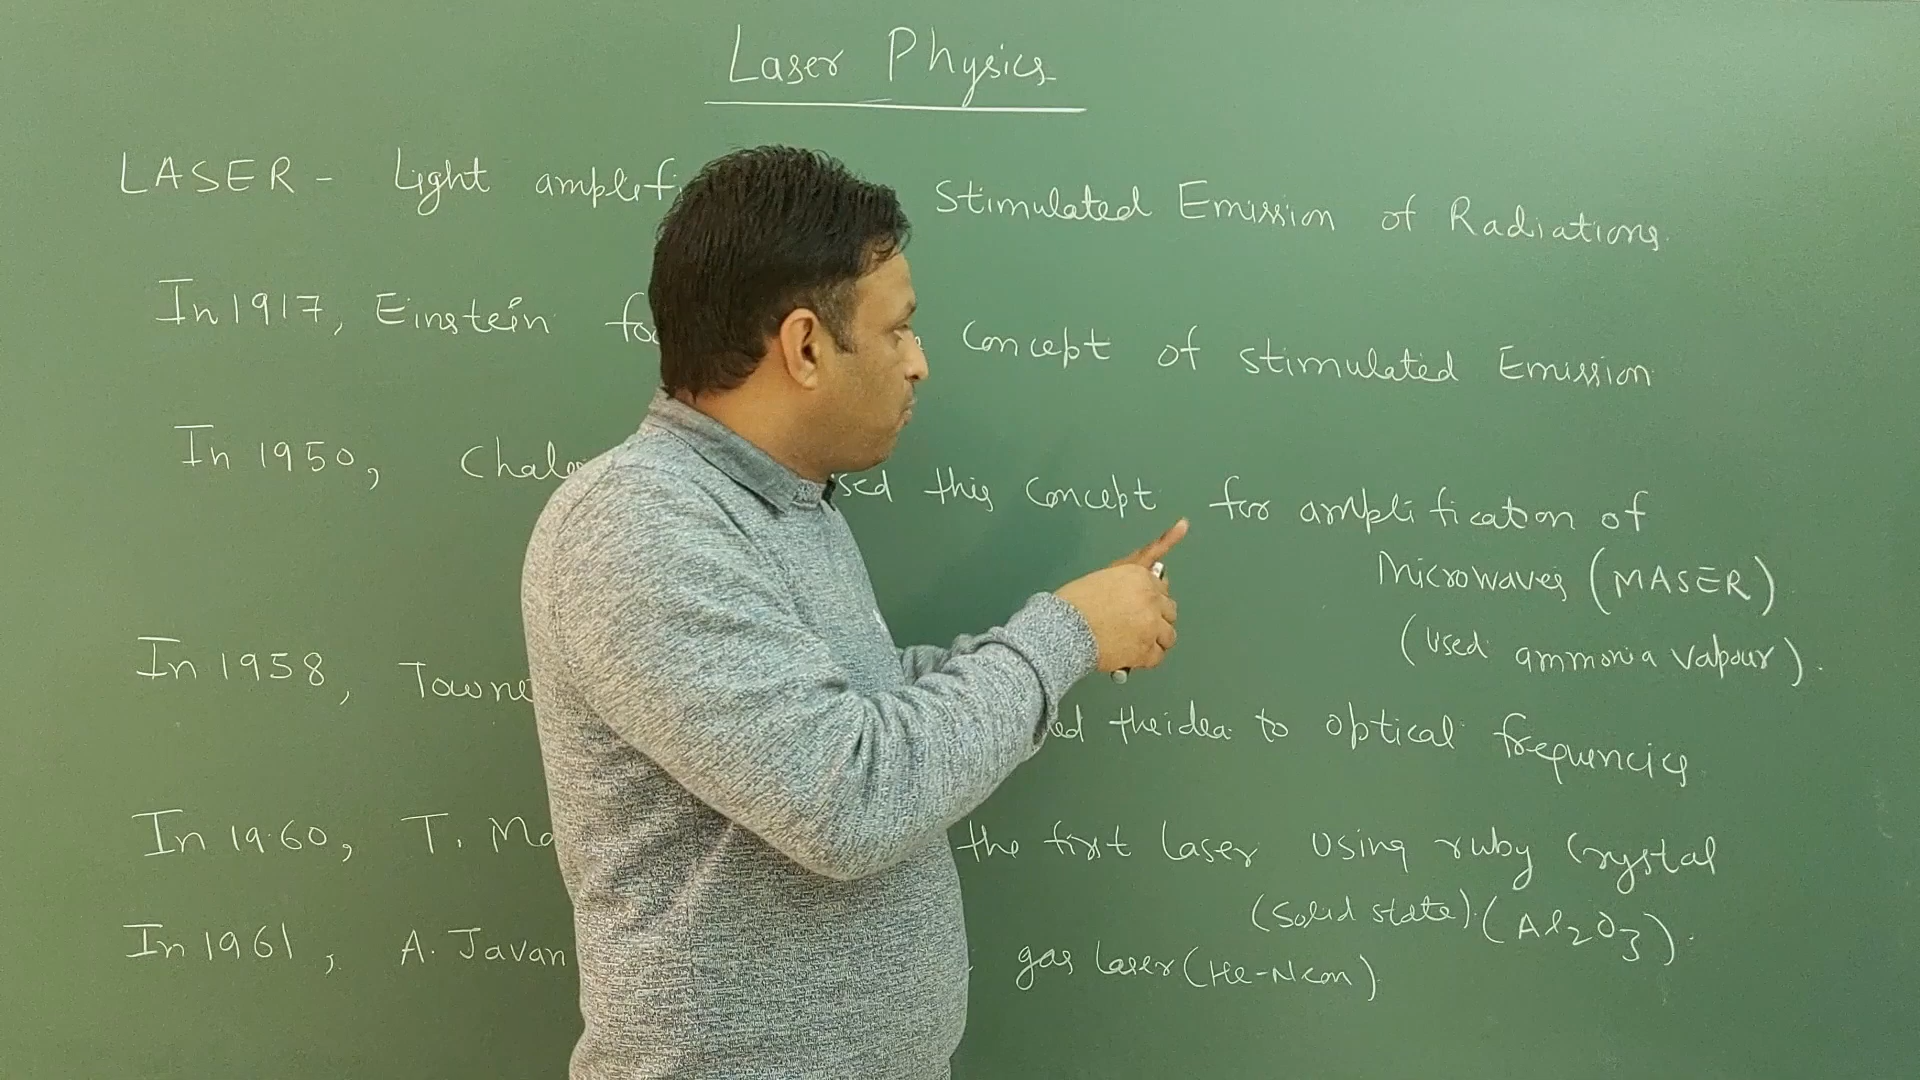 Laser Physics
LASER - Light amplif Stimulated Emission of Radiations.
In 1917, Einstein concept of stimulated Emission
In 1950, used this concept for amplification of
Microwaves (MASER)
(used ammonia vapour).
In 1958, the idea to optical frequencies
In 1960, T. the first laser using ruby Crystal
(Solid state). (Al2O3).
In 1961, A. Javan gas laser (He-Neon)